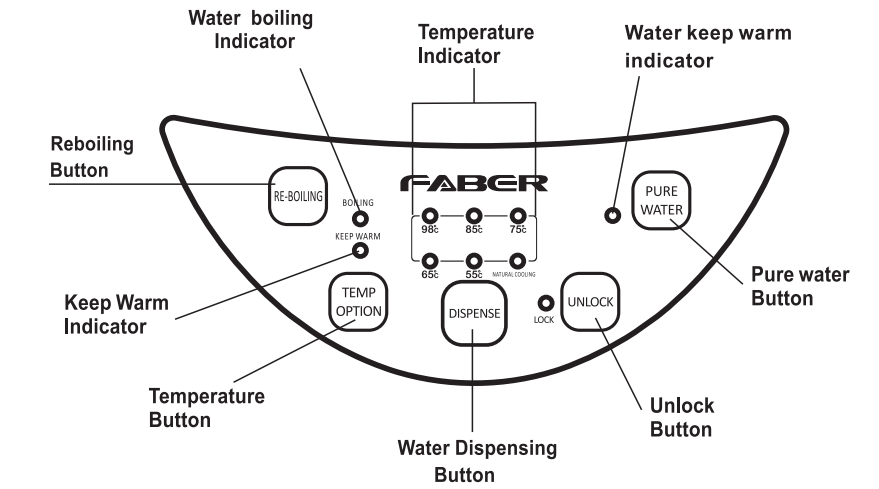 Water boiling
Indicator
Temperature
Indicator
Water keep warm
indicator
Reboiling
Button
FABER
RE-BOILING
BOILING
PURE
WATER
98℃ 85℃ 75℃
KEEP WARM
65℃ 55℃ NATURAL COOLING
Pure water
Button
Keep Warm
Indicator
TEMP
OPTION
DISPENSE
LOCK
UNLOCK
Temperature
Button
Unlock
Button
Water Dispensing
Button